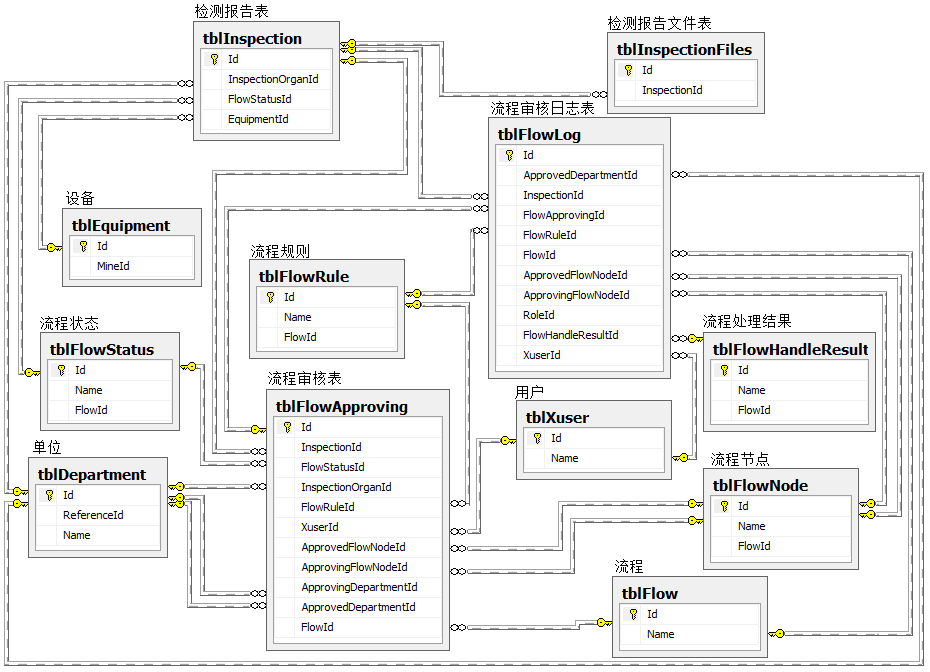 检测报告表
tblInspection
Id
InspectionOrganId
FlowStatusId
EquipmentId
检测报告文件表
tblInspectionFiles
Id
InspectionId
流程审核日志表
tblFlowLog
Id
ApprovedDepartmentId
InspectionId
FlowApprovingId
FlowRuleId
FlowId
ApprovedFlowNodeId
ApprovingFlowNodeId
RoleId
FlowHandleResultId
XuserId
设备
tblEquipment
Id
MineId
流程规则
tblFlowRule
Id
Name
FlowId
流程状态
tblFlowStatus
Id
Name
FlowId
流程处理结果
tblFlowHandleResult
Id
Name
FlowId
流程审核表
tblFlowApproving
Id
InspectionId
FlowStatusId
InspectionOrganId
FlowRuleId
XuserId
ApprovedFlowNodeId
ApprovingFlowNodeId
ApprovingDepartmentId
ApprovedDepartmentId
FlowId
用户
tblXuser
Id
Name
单位
tblDepartment
Id
ReferenceId
Name
流程节点
tblFlowNode
Id
Name
FlowId
流程
tblFlow
Id
Name